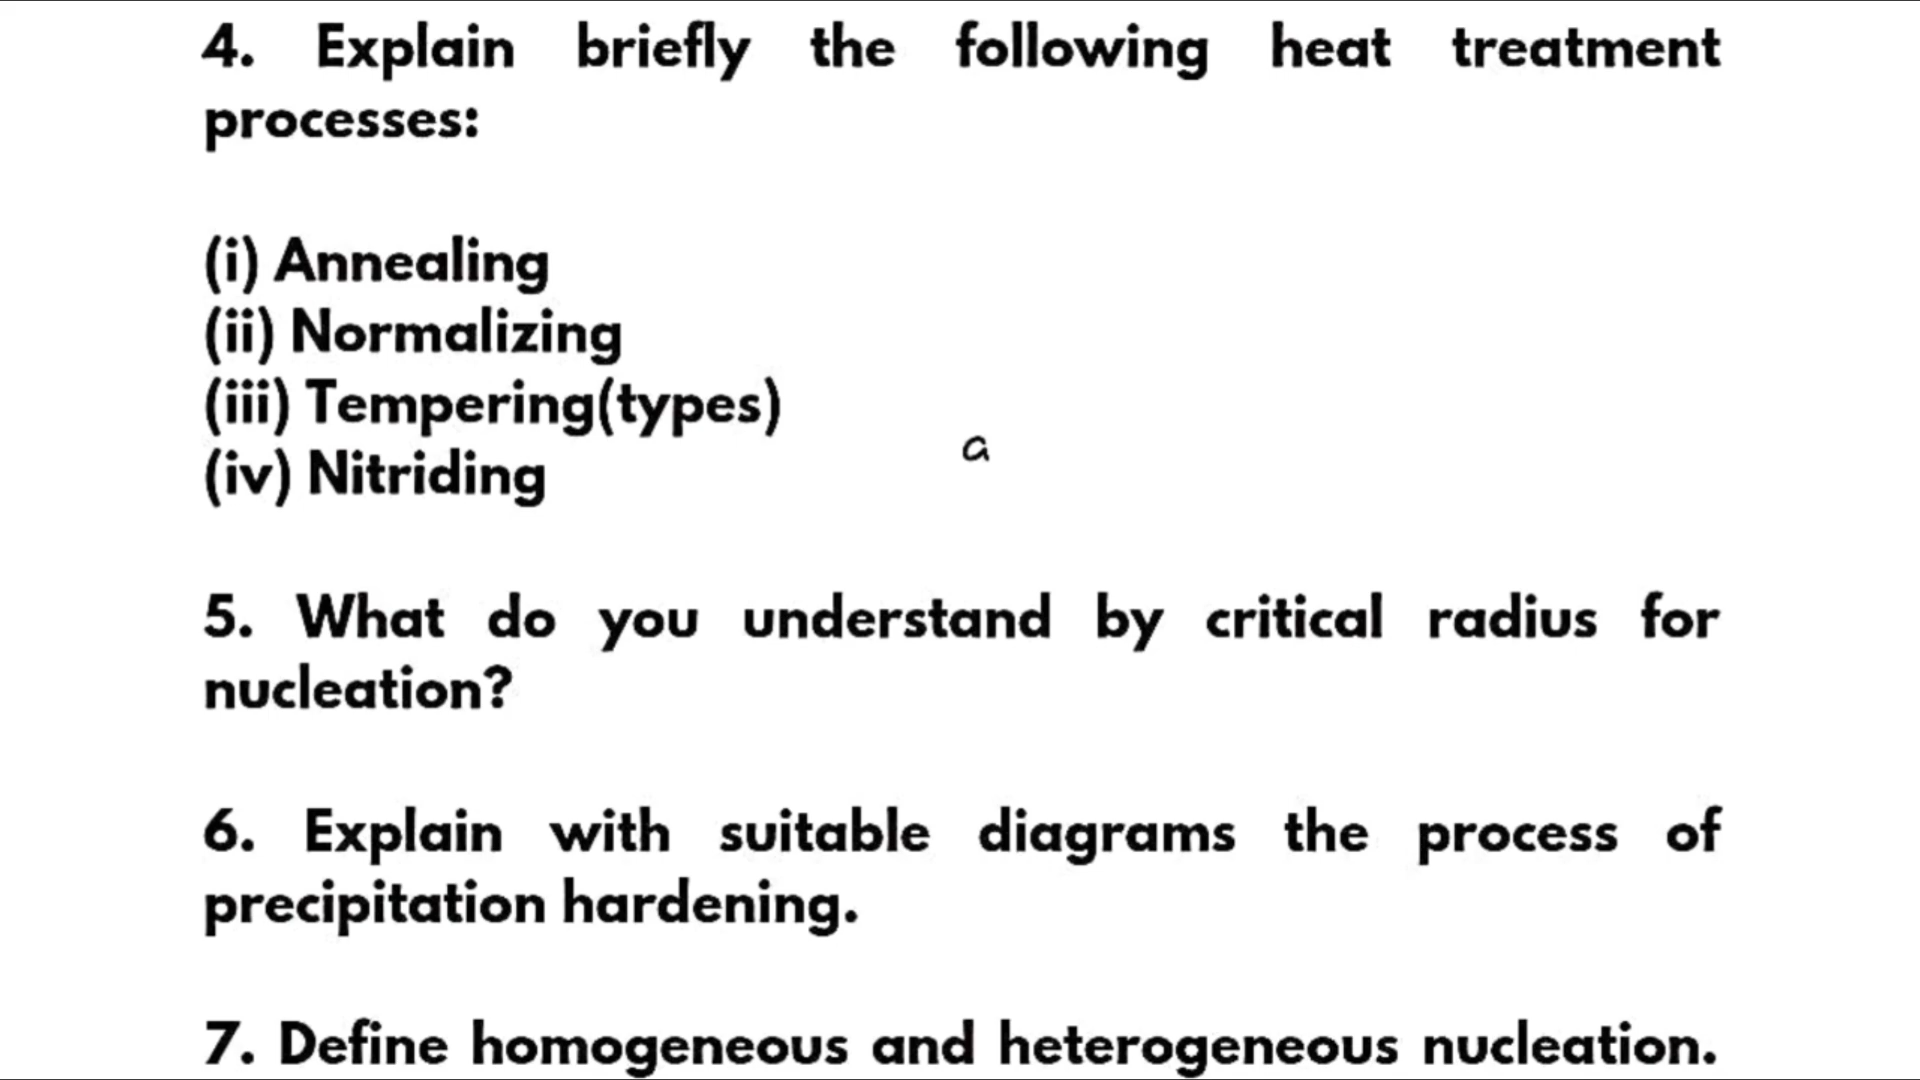 4. Explain briefly the following heat treatment
processes:
(i) Annealing
(ii) Normalizing
(iii) Tempering(types)
a
(iv) Nitriding
5. What do you understand by critical radius for
nucleation?
6. Explain with suitable diagrams the process of
precipitation hardening.
7. Define homogeneous and heterogeneous nucleation.